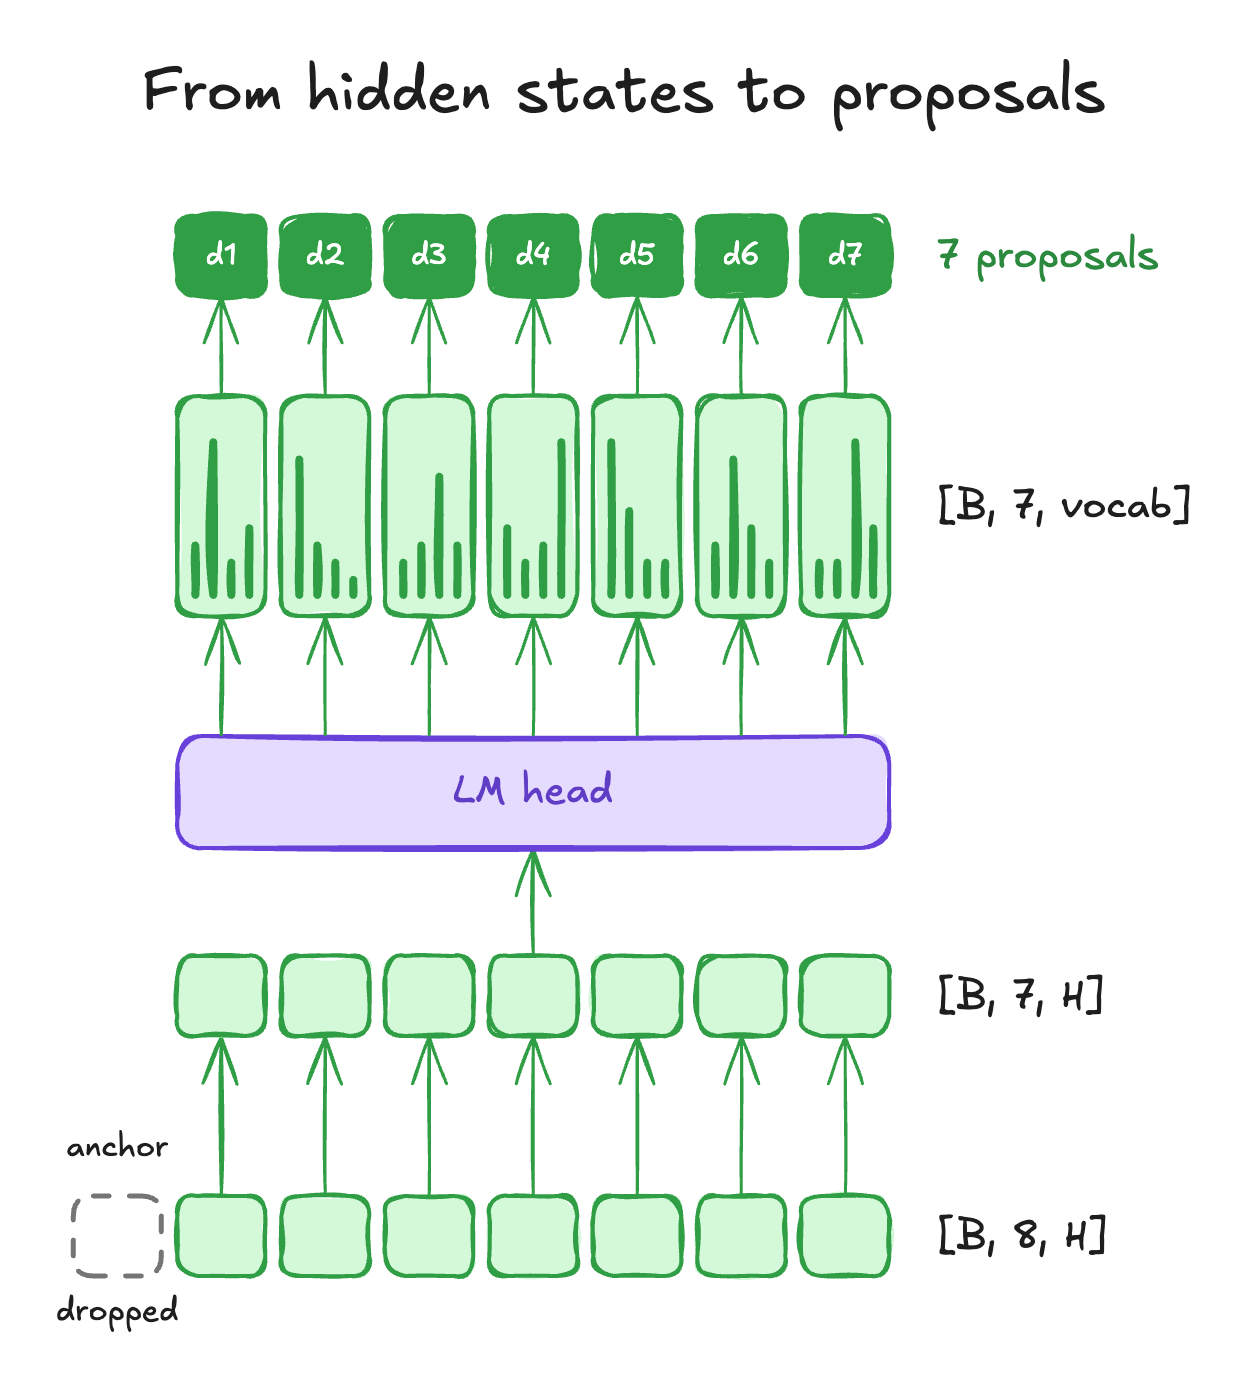 From hidden states to proposals
d1 d2 d3 d4 d5 d6 d7 7 proposals
[B, 7, vocab]
LM head
[B, 7, H]
anchor
[B, 8, H]
dropped